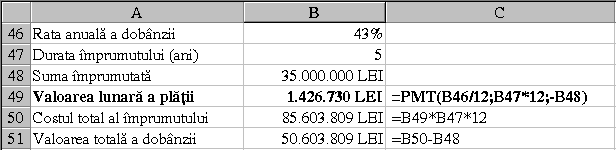 A B C
46 Rata anuală a dobânzii 43%
47 Durata împrumutului (ani) 5
48 Suma împrumutată 35.000.000 LEI
49 Valoarea lunară a plăţii 1.426.730 LEI =PMT(B46/12;B47*12;-B48)
50 Costul total al împrumutului 85.603.809 LEI =B49*B47*12
51 Valoarea totală a dobânzii 50.603.809 LEI =B50-B48